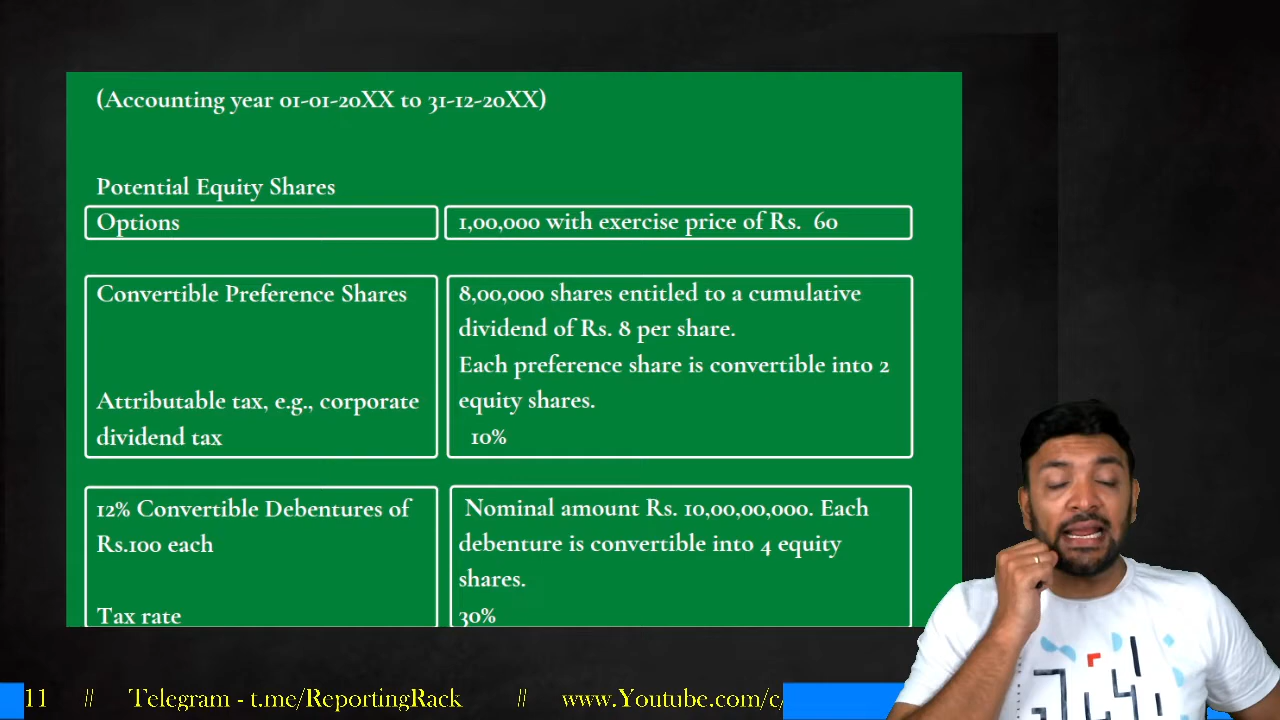 (Accounting year 01-01-20XX to 31-12-20XX)
Potential Equity Shares
Options
1,00,000 with exercise price of Rs. 60
Convertible Preference Shares
8,00,000 shares entitled to a cumulative
dividend of Rs. 8 per share.
Each preference share is convertible into 2
equity shares.
Attributable tax, e.g., corporate
dividend tax
10%
12% Convertible Debentures of
Rs.100 each
Nominal amount Rs. 10,00,00,000. Each
debenture is convertible into 4 equity
shares.
Tax rate
30%
11 # Telegram - t.me/ReportingRack # www.Youtube.com/c/